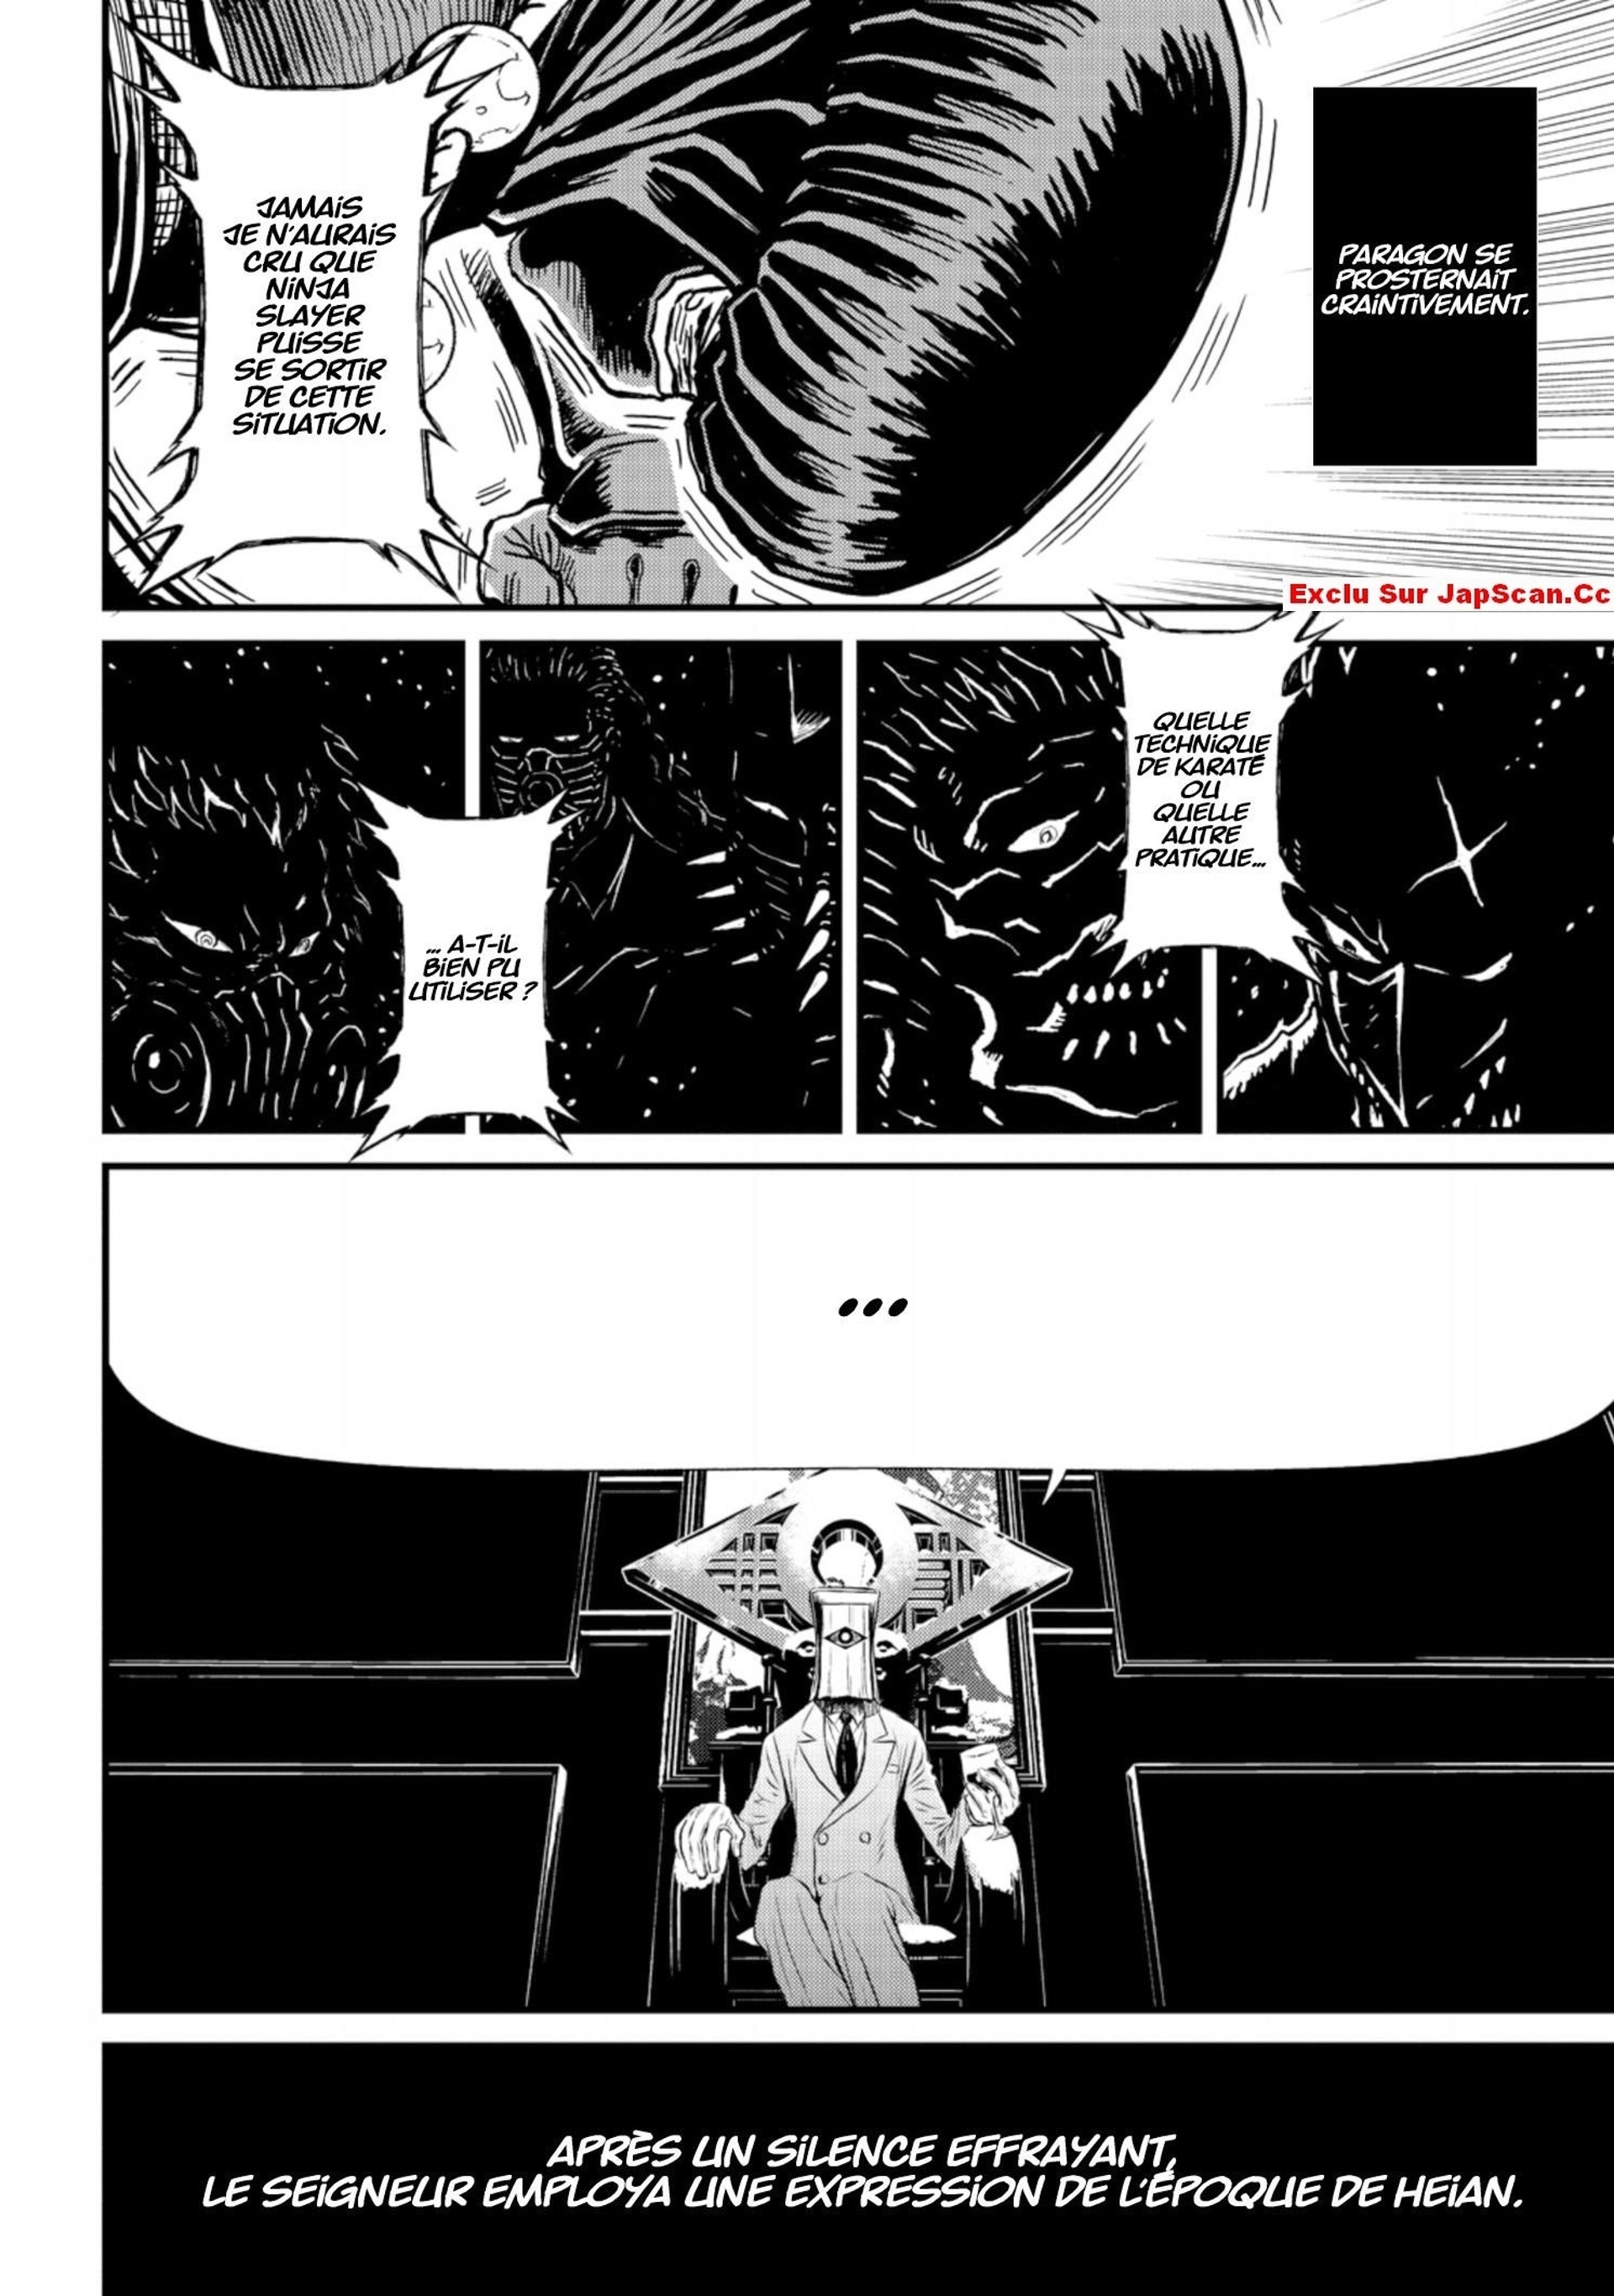 PARAGON SE
PROSTERNAIT
CRAINTIVEMENT.
JAMAIS
JE N'AURAIS
CRU QUE
NINJA
SLAYER
PUISSE
SE SORTIR
DE CETTE
SITUATION.
Exclu Sur JapScan.Cc
QUELLE
TECHNIQUE
DE KARATÉ
OU
QUELLE
AUTRE
PRATIQUE...
... A-T-IL
BIEN PU
UTILISER ?
...
APRÈS UN SILENCE EFFRAYANT,
LE SEIGNEUR EMPLOYA UNE EXPRESSION DE L'ÉPOQUE DE HEIAN.